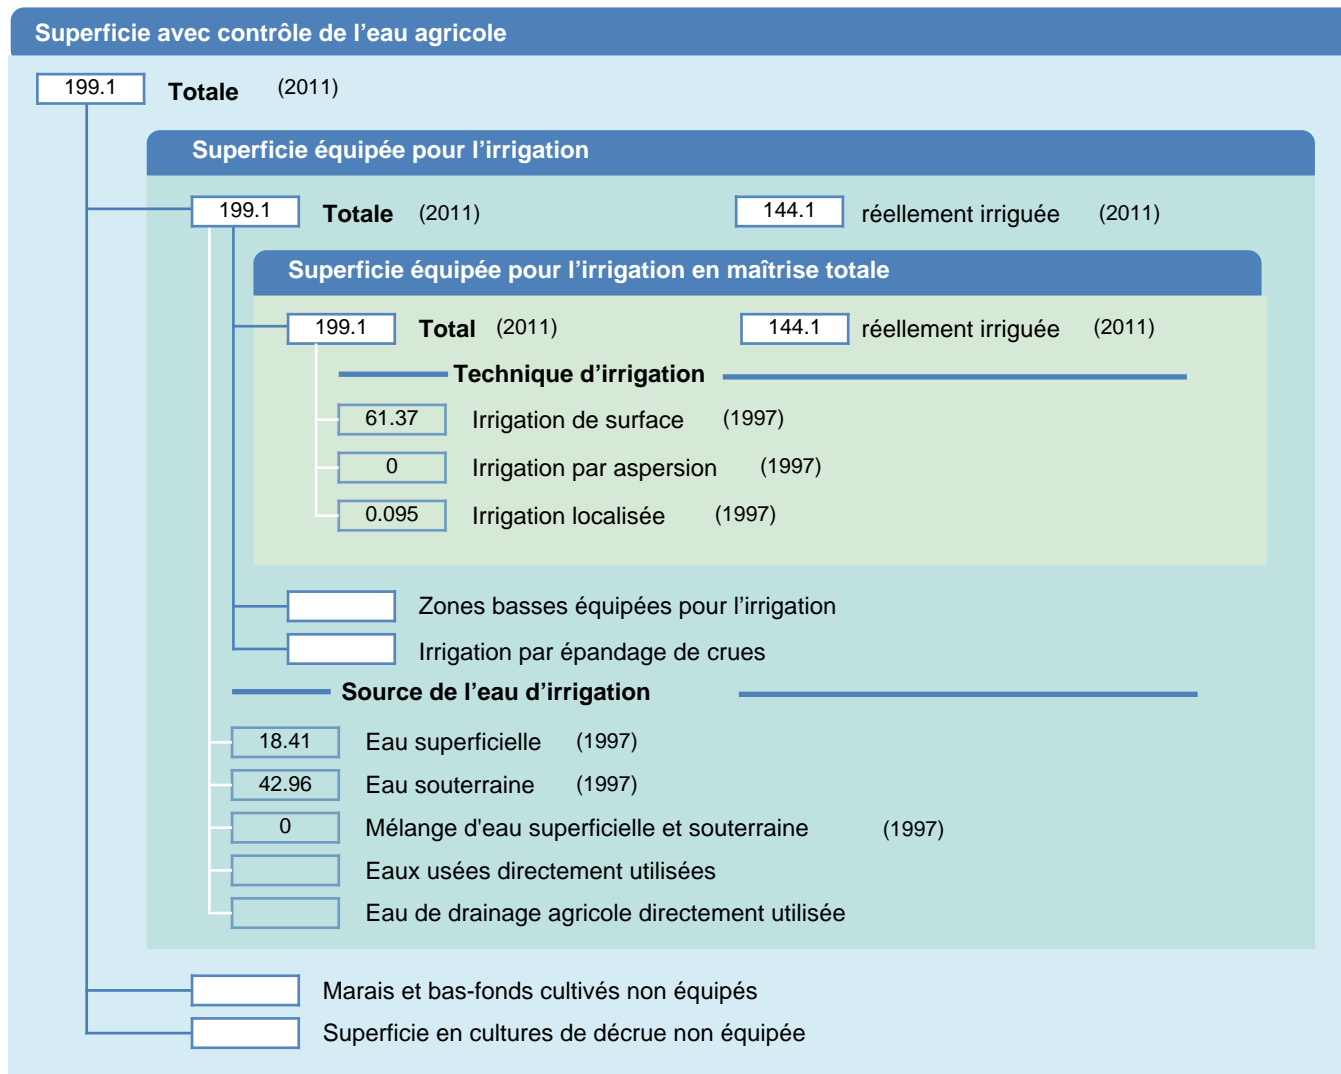 Superficie avec contrôle de l’eau agricole
199.1 Totale (2011)
Superficie équipée pour l’irrigation
199.1 Totale (2011) 144.1 réellement irriguée (2011)
Superficie équipée pour l’irrigation en maîtrise totale
199.1 Total (2011) 144.1 réellement irriguée (2011)
Technique d’irrigation
61.37 Irrigation de surface (1997)
0 Irrigation par aspersion (1997)
0.095 Irrigation localisée (1997)
Zones basses équipées pour l’irrigation
Irrigation par épandage de crues
Source de l’eau d’irrigation
18.41 Eau superficielle (1997)
42.96 Eau souterraine (1997)
0 Mélange d'eau superficielle et souterraine (1997)
Eaux usées directement utilisées
Eau de drainage agricole directement utilisée
Marais et bas-fonds cultivés non équipés
Superficie en cultures de décrue non équipée